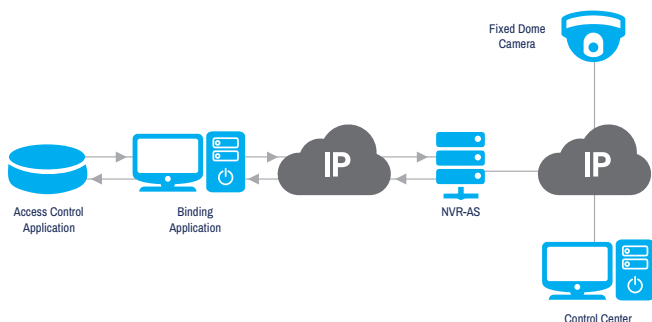 Fixed Dome
Camera
IP
IP
Access Control
Application
Binding
Application
NVR-AS
Control Center